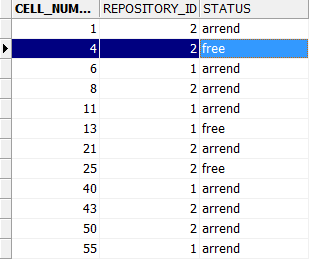 CELL_NUM... REPOSITORY_ID STATUS
1 2 arrend
4 2 free
6 1 arrend
8 2 arrend
11 1 arrend
13 1 free
21 2 arrend
25 2 free
40 1 arrend
43 2 arrend
50 2 arrend
55 1 arrend